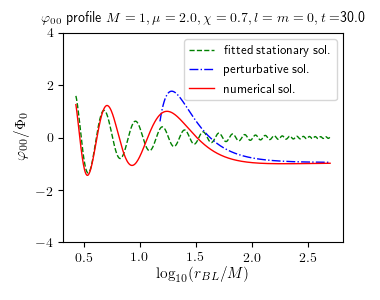 φ₀₀ profile M = 1, μ = 2.0, χ = 0.7, l = m = 0, t =30.0
4
2
0
−2
−4
φ₀₀/Φ₀
fitted stationary sol.
perturbative sol.
numerical sol.
0.5 1.0 1.5 2.0 2.5
log₁₀(r_BL/M)